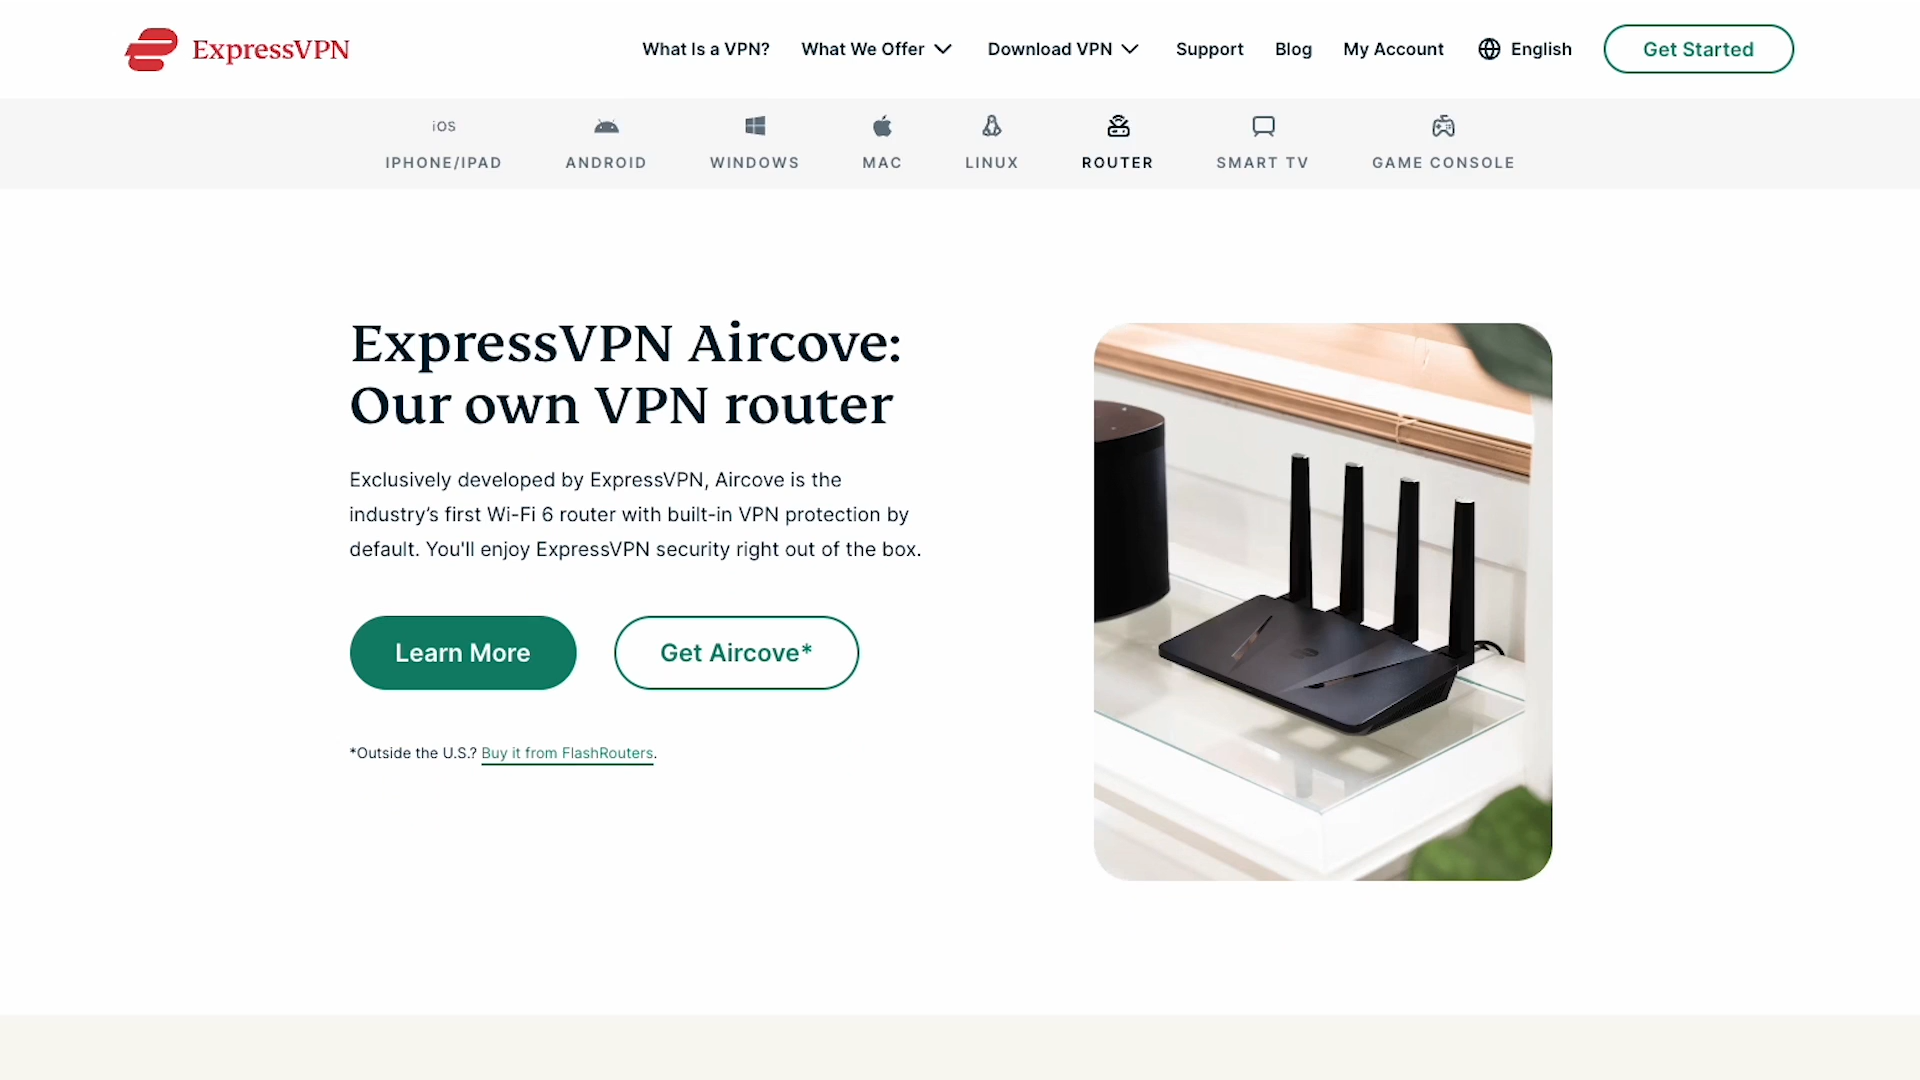 ExpressVPN
What Is a VPN?
What We Offer
Download VPN
Support
Blog
My Account
English
Get Started
iOS
IPHONE/IPAD
ANDROID
WINDOWS
MAC
LINUX
ROUTER
SMART TV
GAME CONSOLE
ExpressVPN Aircove:
Our own VPN router
Exclusively developed by ExpressVPN, Aircove is the
industry’s first Wi-Fi 6 router with built-in VPN protection by
default. You'll enjoy ExpressVPN security right out of the box.
Learn More
Get Aircove*
*Outside the U.S.? Buy it from FlashRouters.